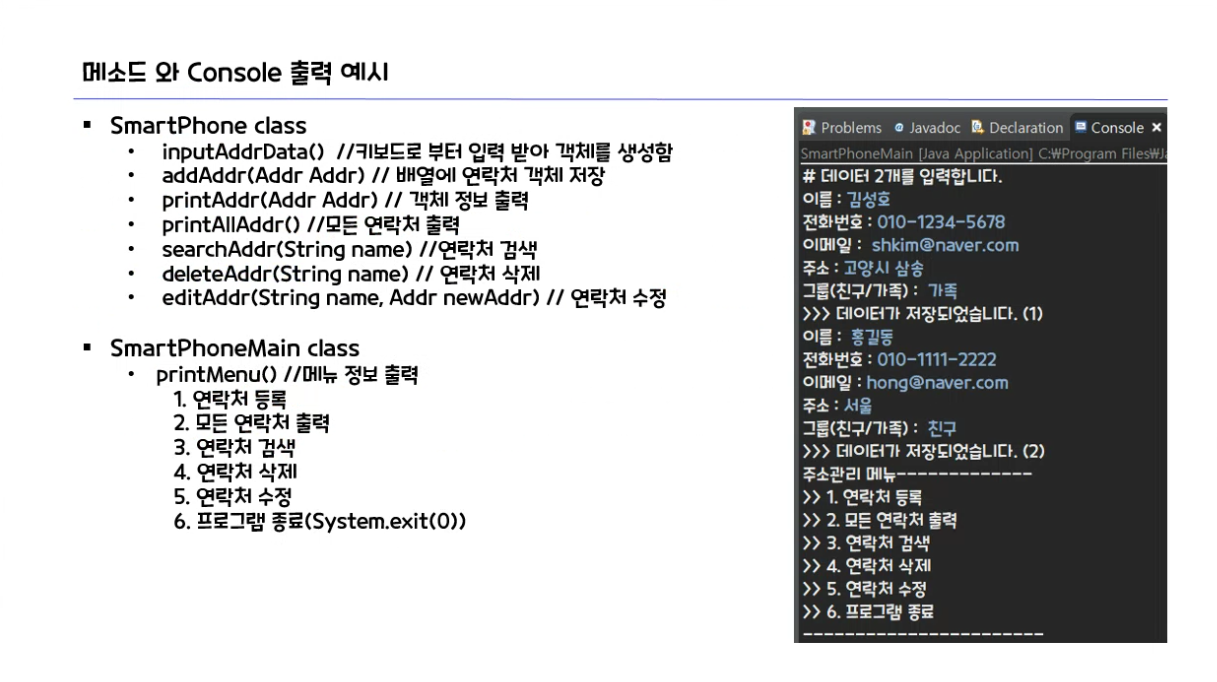 메소드 와 Console 출력 예시
▪ SmartPhone class
• inputAddrData() //키보드로 부터 입력 받아 객체를 생성함
• addAddr(Addr Addr) // 배열에 연락처 객체 저장
• printAddr(Addr Addr) // 객체 정보 출력
• printAllAddr() //모든 연락처 출력
• searchAddr(String name) //연락처 검색
• deleteAddr(String name) // 연락처 삭제
• editAddr(String name, Addr newAddr) // 연락처 수정
▪ SmartPhoneMain class
• printMenu() //메뉴 정보 출력
1. 연락처 등록
2. 모든 연락처 출력
3. 연락처 검색
4. 연락처 삭제
5. 연락처 수정
6. 프로그램 종료(System.exit(0))
Problems @ Javadoc Declaration Console ×
SmartPhoneMain [Java Application] C:₩Program Files₩Ja
# 데이터 2개를 입력합니다.
이름 : 김성호
전화번호 : 010-1234-5678
이메일 : shkim@naver.com
주소 : 고양시 삼송
그룹(친구/가족) : 가족
>>> 데이터가 저장되었습니다. (1)
이름 : 홍길동
전화번호 : 010-1111-2222
이메일 : hong@naver.com
주소 : 서울
그룹(친구/가족) : 친구
>>> 데이터가 저장되었습니다. (2)
주소관리 메뉴-------------
>> 1. 연락처 등록
>> 2. 모든 연락처 출력
>> 3. 연락처 검색
>> 4. 연락처 삭제
>> 5. 연락처 수정
>> 6. 프로그램 종료
------------------------